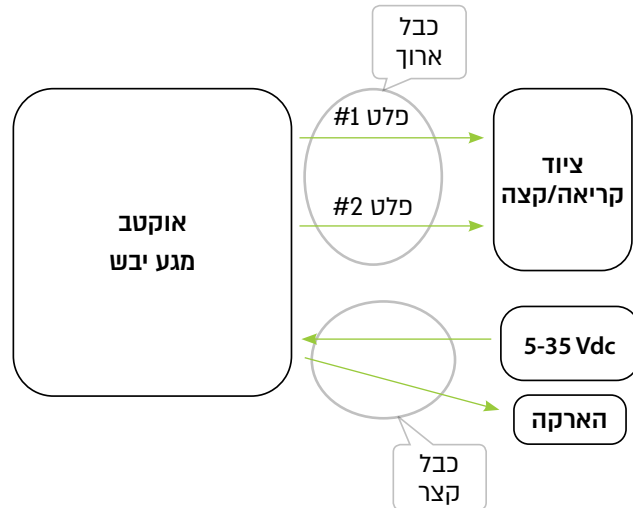 כבל
ארוך
פלט 1#
פלט 2#
אוקטב
מגע יבש
ציוד
קריאה/קצה
5-35 Vdc
הארקה
כבל
קצר